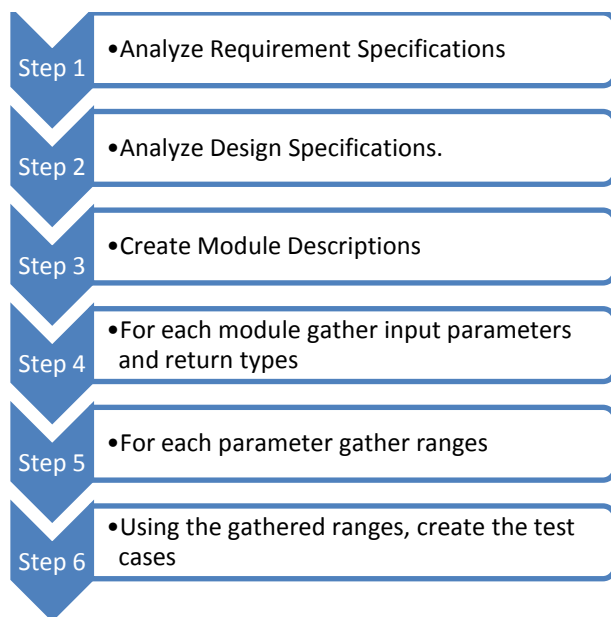 Step 1
•Analyze Requirement Specifications
Step 2
•Analyze Design Specifications.
Step 3
•Create Module Descriptions
Step 4
•For each module gather input parameters
and return types
Step 5
•For each parameter gather ranges
Step 6
•Using the gathered ranges, create the test
cases